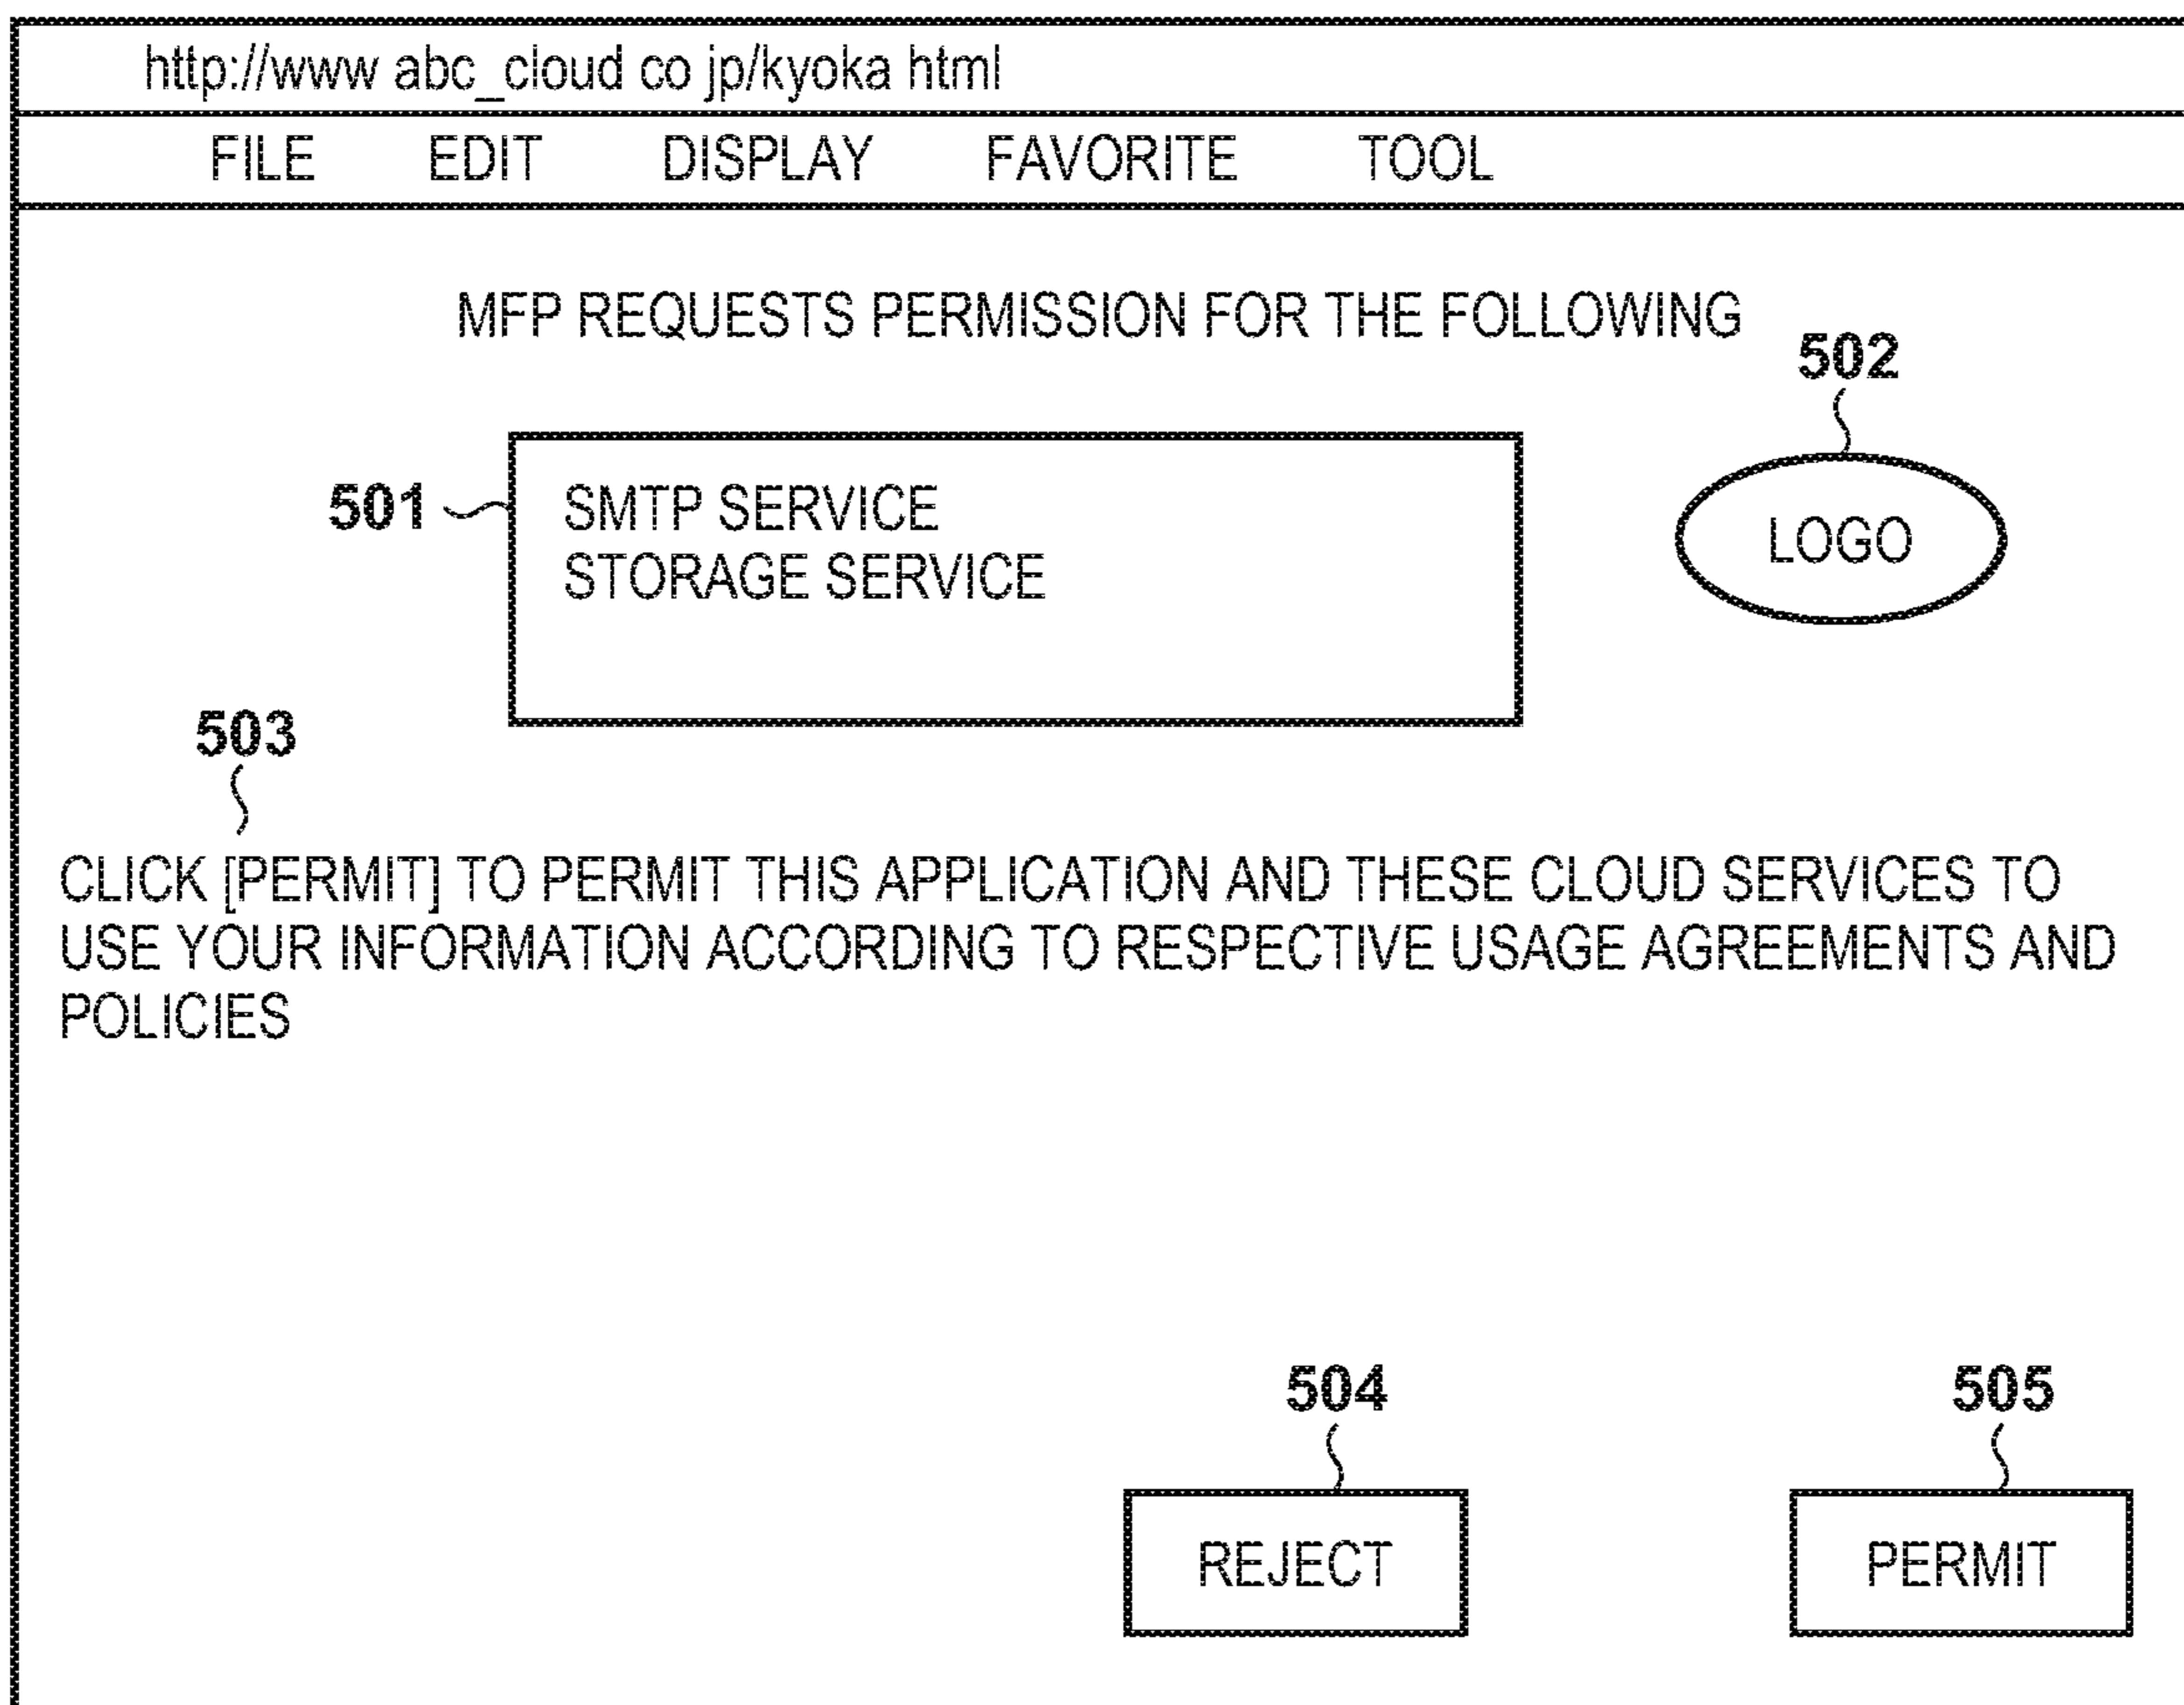 http://www abc_cloud co jp/kyoka html
FILE EDIT DISPLAY FAVORITE TOOL
MFP REQUESTS PERMISSION FOR THE FOLLOWING
502
501
SMTP SERVICE
STORAGE SERVICE
LOGO
503
CLICK [PERMIT] TO PERMIT THIS APPLICATION AND THESE CLOUD SERVICES TO
USE YOUR INFORMATION ACCORDING TO RESPECTIVE USAGE AGREEMENTS AND
POLICIES
504 505
REJECT PERMIT